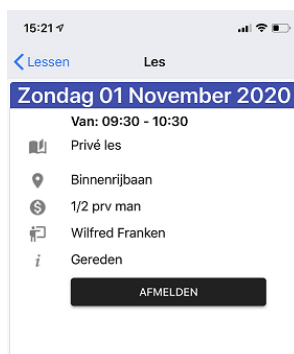 15:21
Lessen
Les
Zondag 01 November 2020
Van: 09:30 - 10:30
Privé les
Binnenrijbaan
1/2 prv man
Wilfred Franken
Gereden
AFMELDEN